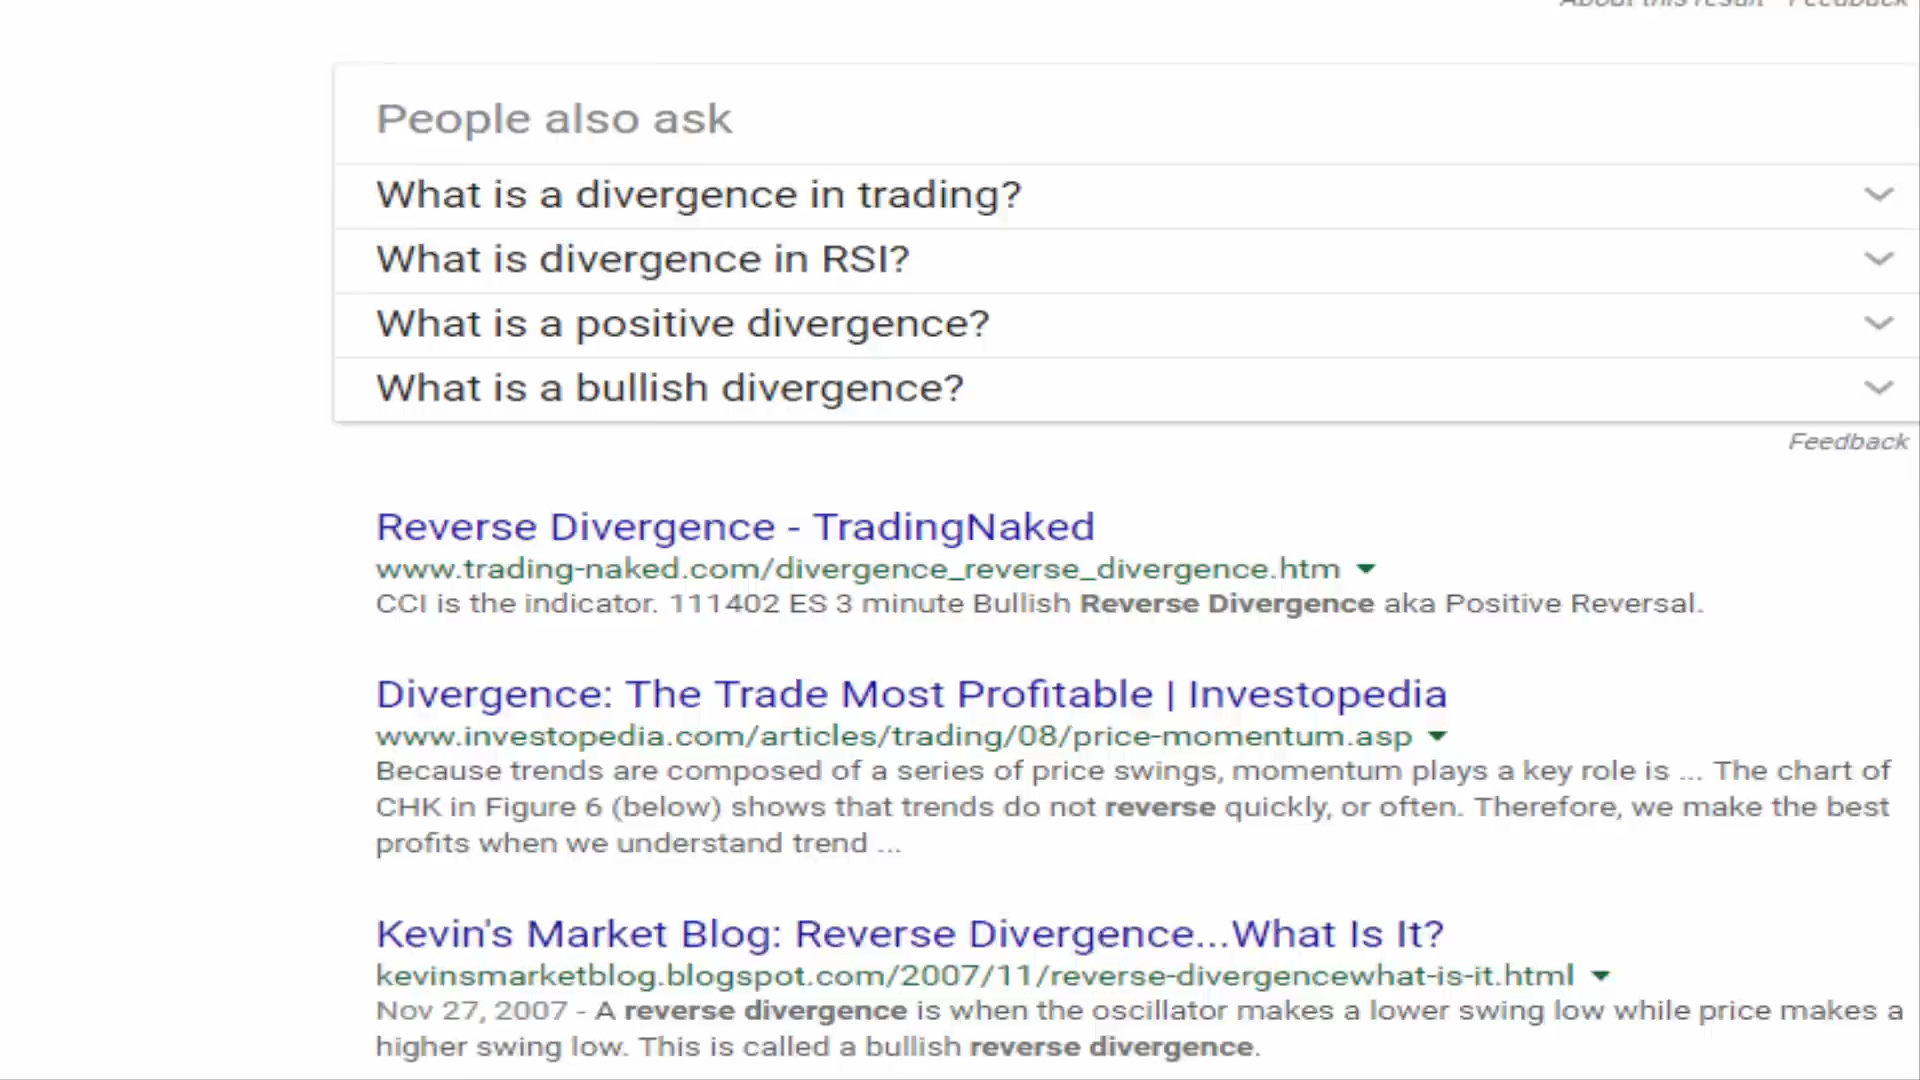 About this result Feedback
People also ask
What is a divergence in trading?
What is divergence in RSI?
What is a positive divergence?
What is a bullish divergence?
Feedback
Reverse Divergence - TradingNaked
www.trading-naked.com/divergence_reverse_divergence.htm
CCI is the indicator. 111402 ES 3 minute Bullish Reverse Divergence aka Positive Reversal.
Divergence: The Trade Most Profitable | Investopedia
www.investopedia.com/articles/trading/08/price-momentum.asp
Because trends are composed of a series of price swings, momentum plays a key role is ... The chart of
CHK in Figure 6 (below) shows that trends do not reverse quickly, or often. Therefore, we make the best
profits when we understand trend ...
Kevin's Market Blog: Reverse Divergence...What Is It?
kevinsmarketblog.blogspot.com/2007/11/reverse-divergencewhat-is-it.html
Nov 27, 2007 - A reverse divergence is when the oscillator makes a lower swing low while price makes a
higher swing low. This is called a bullish reverse divergence.